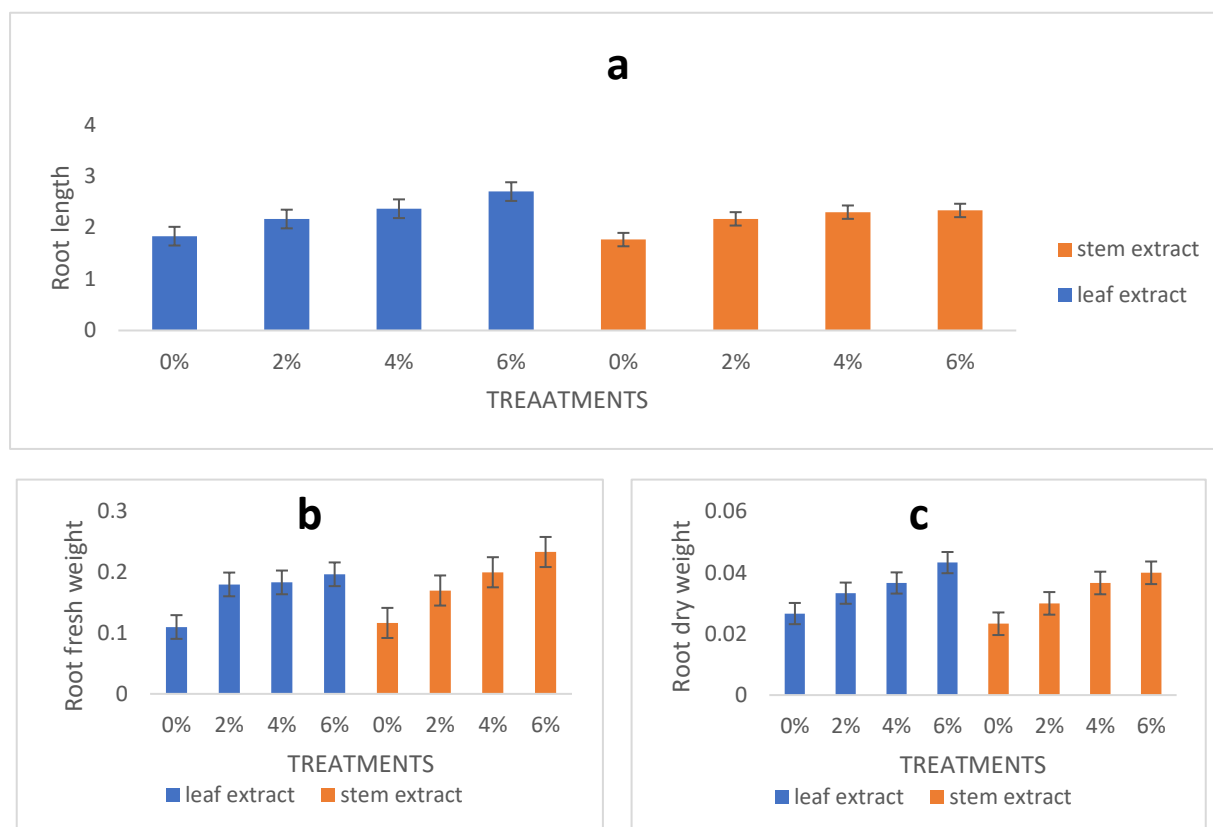 a
4
3
2
1
0
Root length
0% 2% 4% 6% 0% 2% 4% 6%
TREAATMENTS
stem extract
leaf extract
b
0.3
0.2
0.1
0
Root fresh weight
0% 2% 4% 6% 0% 2% 4% 6%
TREATMENTS
leaf extract stem extract
c
0.06
0.04
0.02
0
Root dry weight
0% 2% 4% 6% 0% 2% 4% 6%
TREATMENTS
leaf extract stem extract